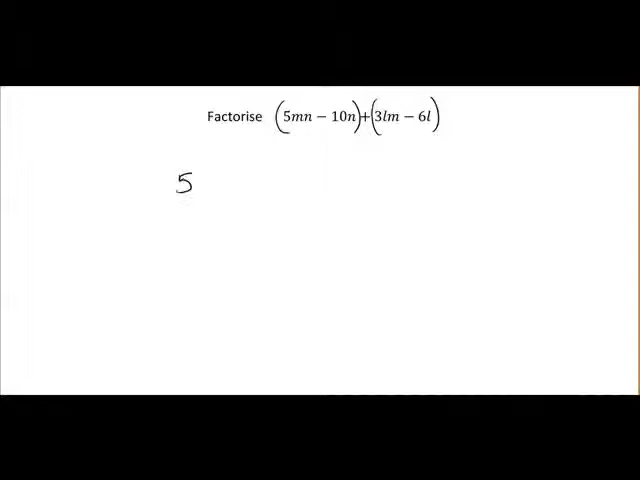 Factorise (5mn − 10n)+(3lm − 6l)
5